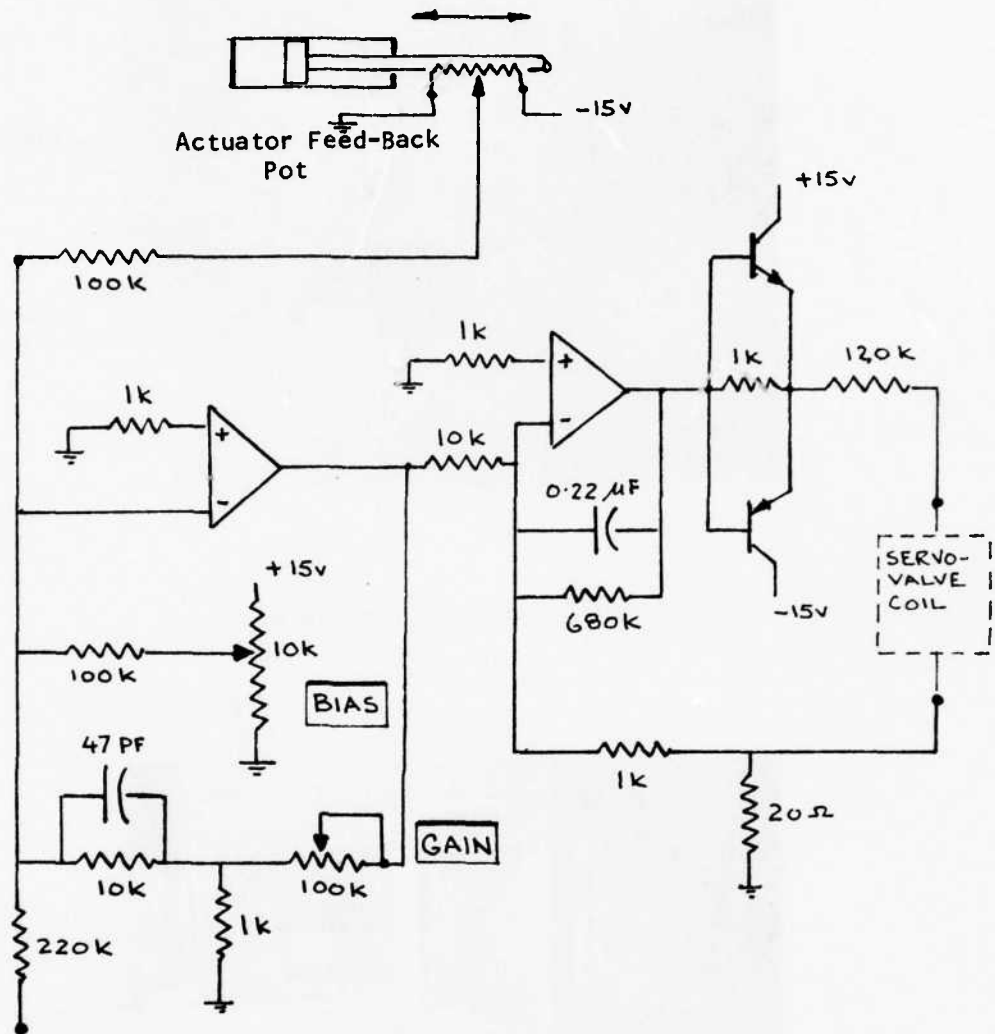 -15v
Actuator Feed-Back
Pot
+15v
100K
1k
1k
120k
1k
+
-
10k
+
-
0.22 µF
SERVO-
VALVE
COIL
+15v
-15v
680K
10k
100K
BIAS
47 PF
1k
20Ω
GAIN
10k
100K
1k
220K